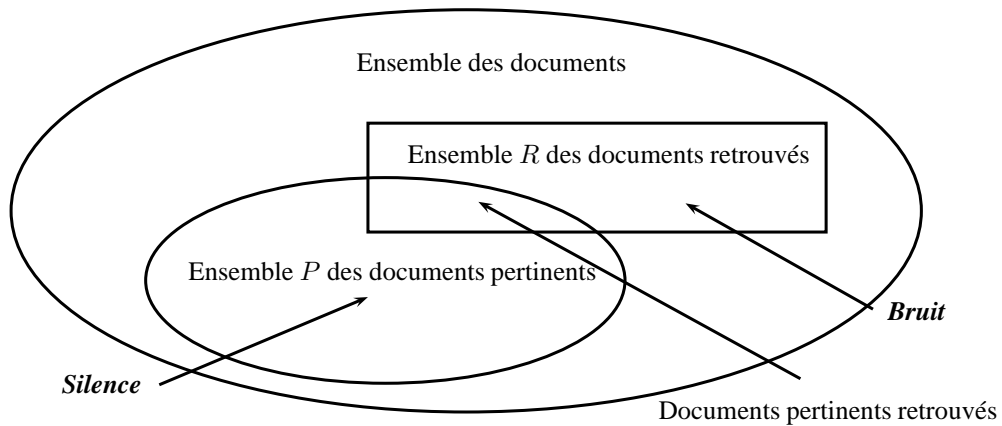 Ensemble des documents
Ensemble R des documents retrouvés
Ensemble P des documents pertinents
Bruit
Silence
Documents pertinents retrouvés